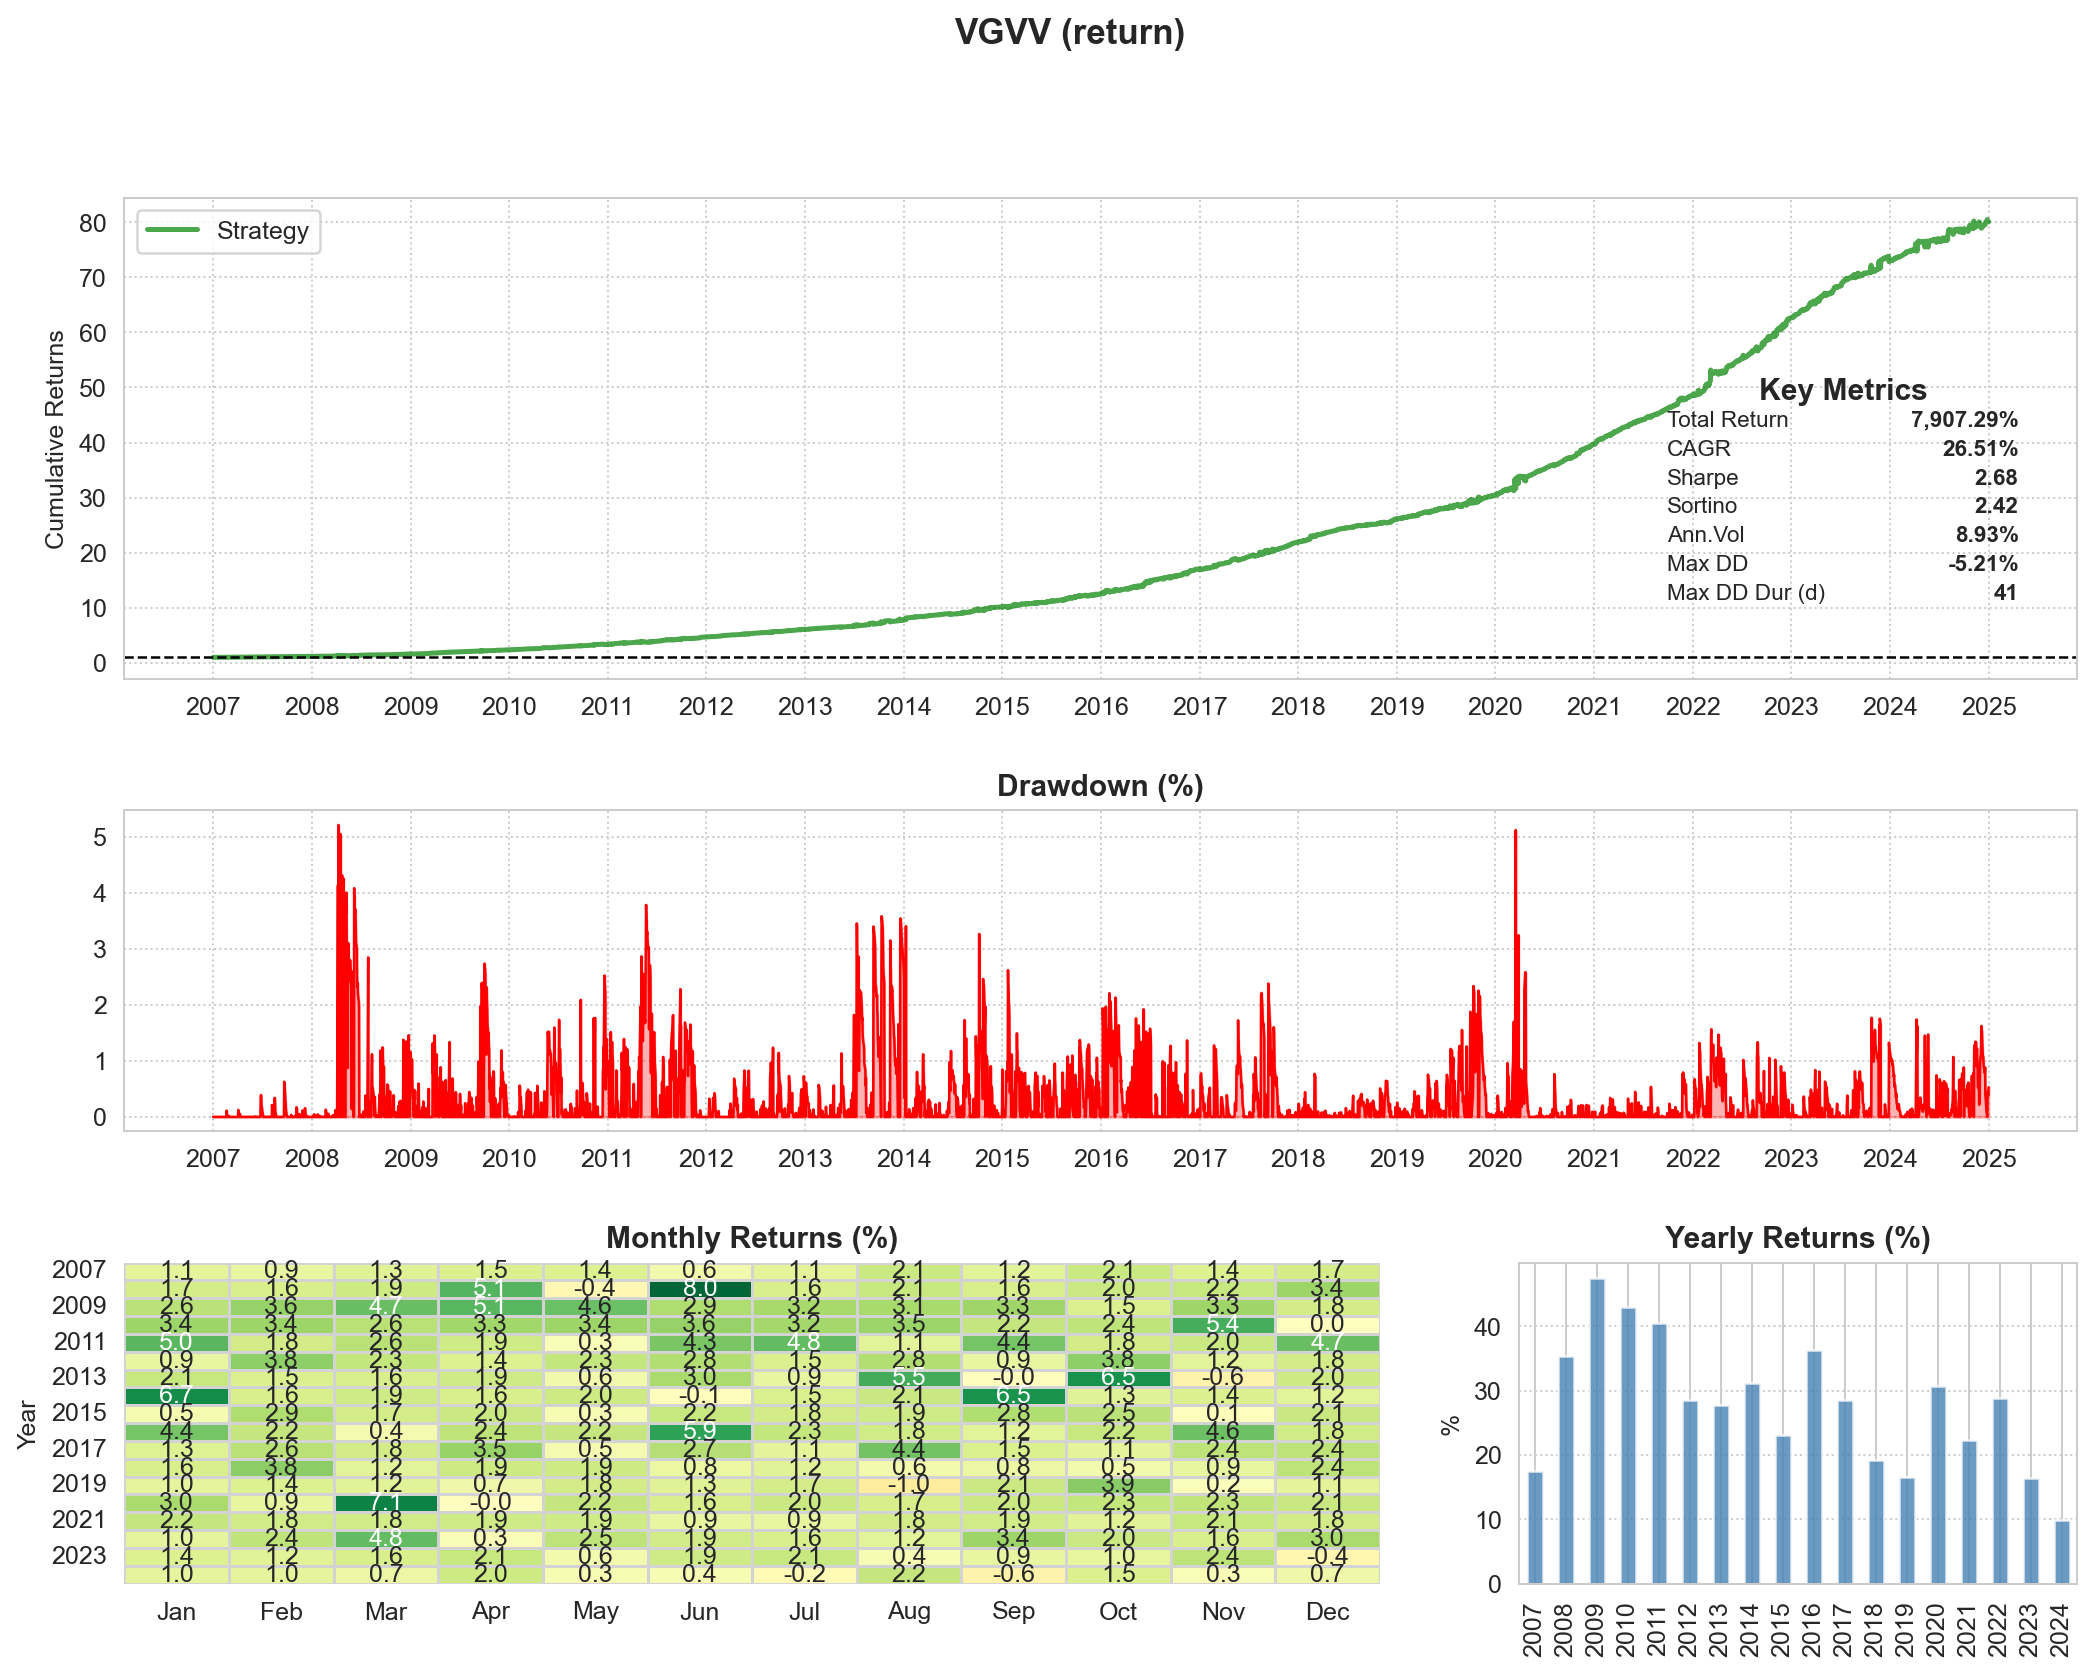 VGVV (return)
Strategy
Cumulative Returns
80
70
60
50
40
30
20
10
0
Key Metrics
Total Return 7,907.29%
CAGR 26.51%
Sharpe 2.68
Sortino 2.42
Ann.Vol 8.93%
Max DD -5.21%
Max DD Dur (d) 41
2007 2008 2009 2010 2011 2012 2013 2014 2015 2016 2017 2018 2019 2020 2021 2022 2023 2024 2025
Drawdown (%)
5
4
3
2
1
0
2007 2008 2009 2010 2011 2012 2013 2014 2015 2016 2017 2018 2019 2020 2021 2022 2023 2024 2025
Monthly Returns (%)
Year
2007 1.1 0.9 1.3 1.5 1.4 0.6 1.1 2.1 1.2 2.1 1.4 1.7
1.7 1.6 1.9 5.1 -0.4 8.0 1.6 2.1 1.6 2.0 2.2 3.4
2009 2.6 3.6 4.7 5.1 4.6 2.9 3.2 3.1 3.3 1.5 3.3 1.8
3.4 3.4 2.6 3.3 3.4 3.6 3.2 3.5 2.2 2.4 5.4 0.0
2011 5.0 1.8 2.6 1.9 0.3 4.3 4.8 1.1 4.4 1.8 2.0 4.7
0.9 3.8 2.3 1.4 2.3 2.8 1.5 2.8 0.9 3.8 1.2 1.8
2013 2.1 1.5 1.6 1.9 0.6 3.0 0.9 5.5 -0.0 6.5 -0.6 2.0
6.7 1.6 1.9 1.6 2.0 -0.1 1.5 2.1 6.5 1.3 1.4 1.2
2015 0.5 2.9 1.7 2.0 0.3 2.2 1.8 1.9 2.8 2.5 0.1 2.1
4.4 2.2 0.4 2.4 2.2 5.9 2.3 1.8 1.2 2.2 4.6 1.8
2017 1.3 2.6 1.8 3.5 0.5 2.7 1.1 4.4 1.5 1.1 2.4 2.4
1.6 3.8 1.2 1.9 1.9 0.8 1.2 0.6 0.8 0.5 0.9 2.4
2019 1.0 1.4 1.2 0.7 1.8 1.3 1.7 -1.0 2.1 3.9 0.2 1.1
3.0 0.9 7.1 -0.0 2.2 1.6 2.0 1.7 2.0 2.3 2.3 2.1
2021 2.2 1.8 1.8 1.9 1.9 0.9 0.9 1.8 1.9 1.2 2.1 1.8
1.0 2.4 4.8 0.3 2.5 1.9 1.6 1.2 3.4 2.0 1.6 3.0
2023 1.4 1.2 1.6 2.1 0.6 1.9 2.1 0.4 0.9 1.0 2.4 -0.4
1.0 1.0 0.7 2.0 0.3 0.4 -0.2 2.2 -0.6 1.5 0.3 0.7
Jan Feb Mar Apr May Jun Jul Aug Sep Oct Nov Dec
Yearly Returns (%)
%
40
30
20
10
0
2007 2008 2009 2010 2011 2012 2013 2014 2015 2016 2017 2018 2019 2020 2021 2022 2023 2024